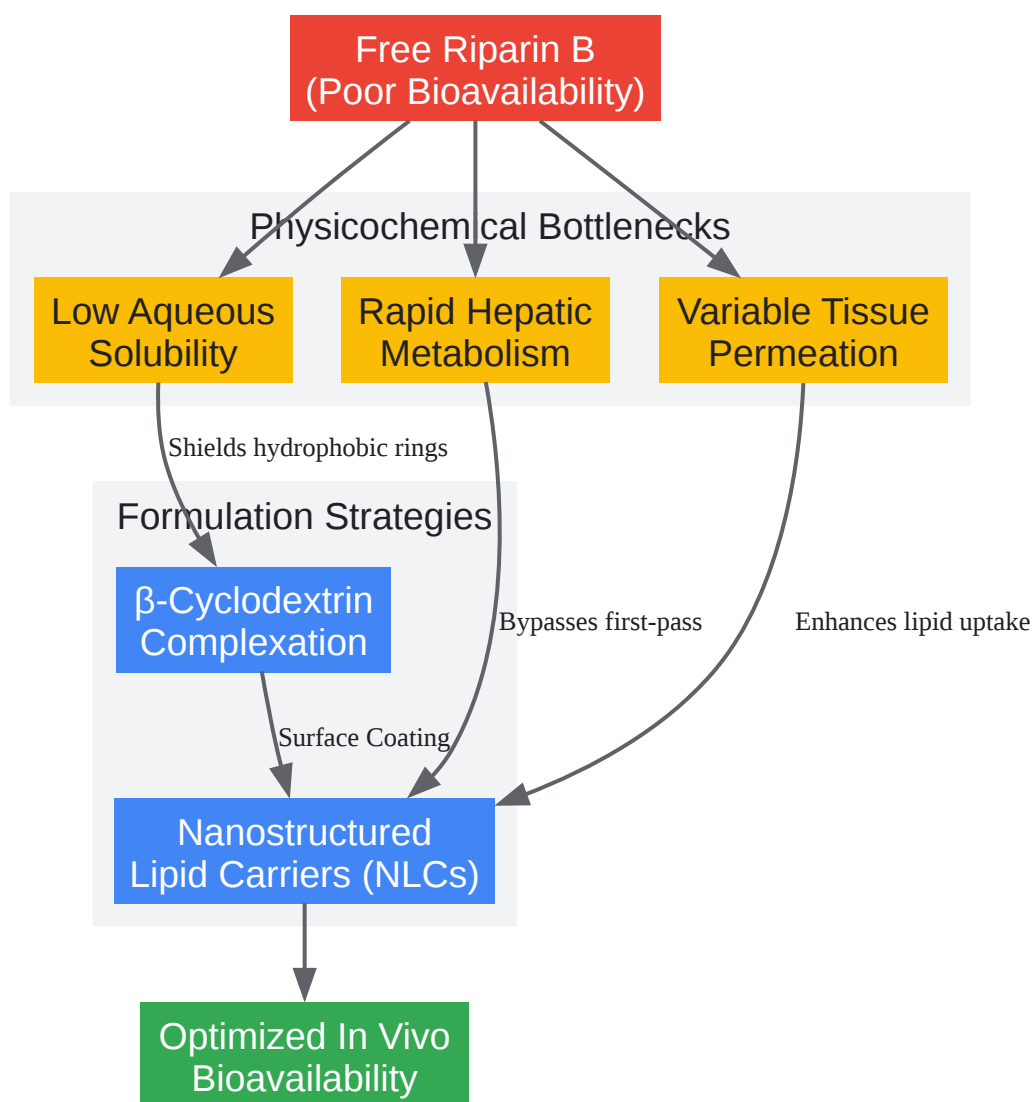 Free Riparin B
(Poor Bioavailability)
Physicochemical Bottlenecks
Low Aqueous
Solubility
Rapid Hepatic
Metabolism
Variable Tissue
Permeation
Shields hydrophobic rings
Formulation Strategies
β-Cyclodextrin
Complexation
Bypasses first-pass
Enhances lipid uptake
Surface Coating
Nanostructured
Lipid Carriers (NLCs)
Optimized In Vivo
Bioavailability